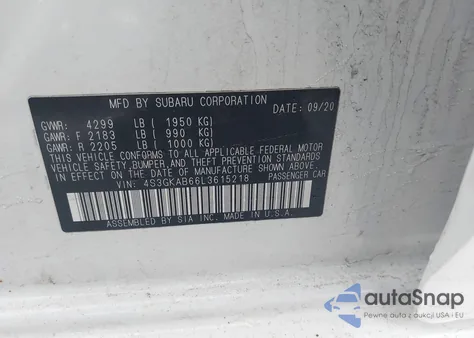 MFD BY SUBARU CORPORATION
DATE: 09/20
GVWR: 4299 LB ( 1950 KG)
GAWR: F 2183 LB ( 990 KG)
GAWR: R 2205 LB ( 1000 KG)
THIS VEHICLE CONFORMS TO ALL APPLICABLE FEDERAL MOTOR
VEHICLE SAFETY, BUMPER, AND THEFT PREVENTION STANDARDS
IN EFFECT ON THE DATE OF MANUFACTURE SHOWN ABOVE.
VIN: 4S3GKAB66L3615218 PASSENGER CAR
ASSEMBLED BY SIA INC. MADE IN U.S.A.
autaSnap
Pewne auta z aukcji USA i EU